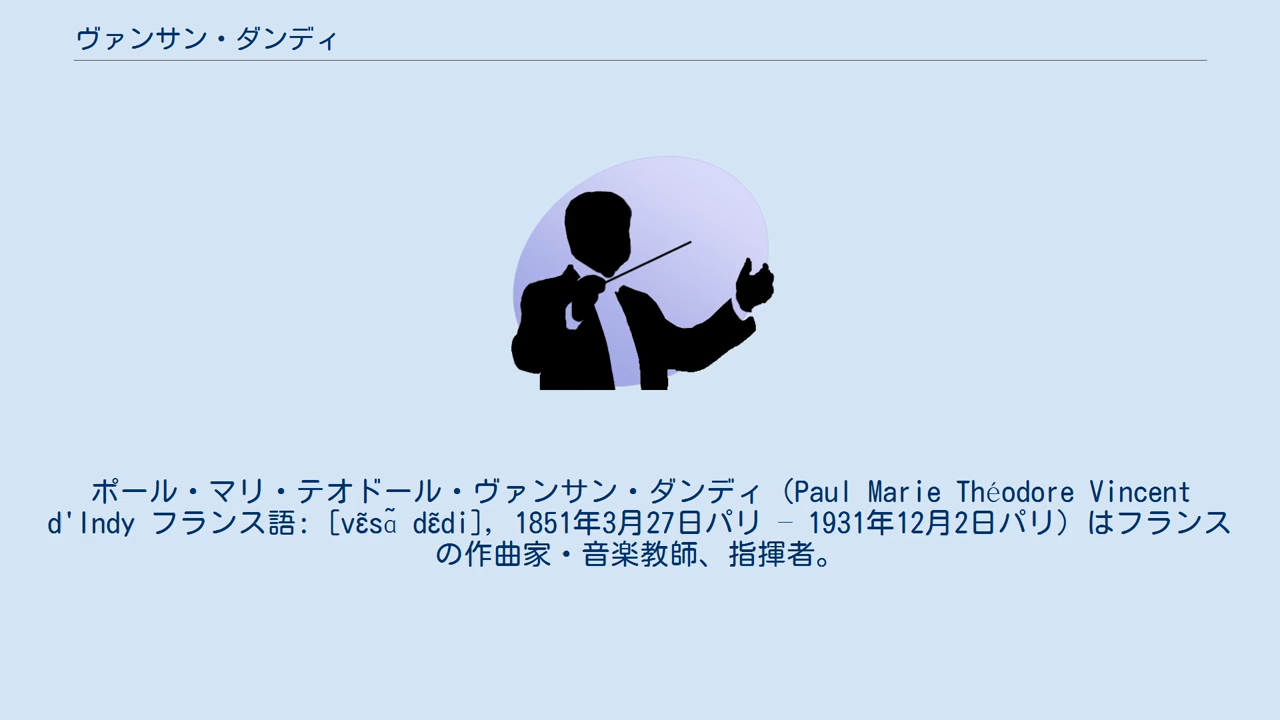 ヴァンサン・ダンディ
ポール・マリ・テオドール・ヴァンサン・ダンディ（Paul Marie Théodore Vincent
d'Indy フランス語: [vɛ̃sɑ̃ dɛ̃di], 1851年3月27日パリ – 1931年12月2日パリ）はフランス
の作曲家・音楽教師、指揮者。